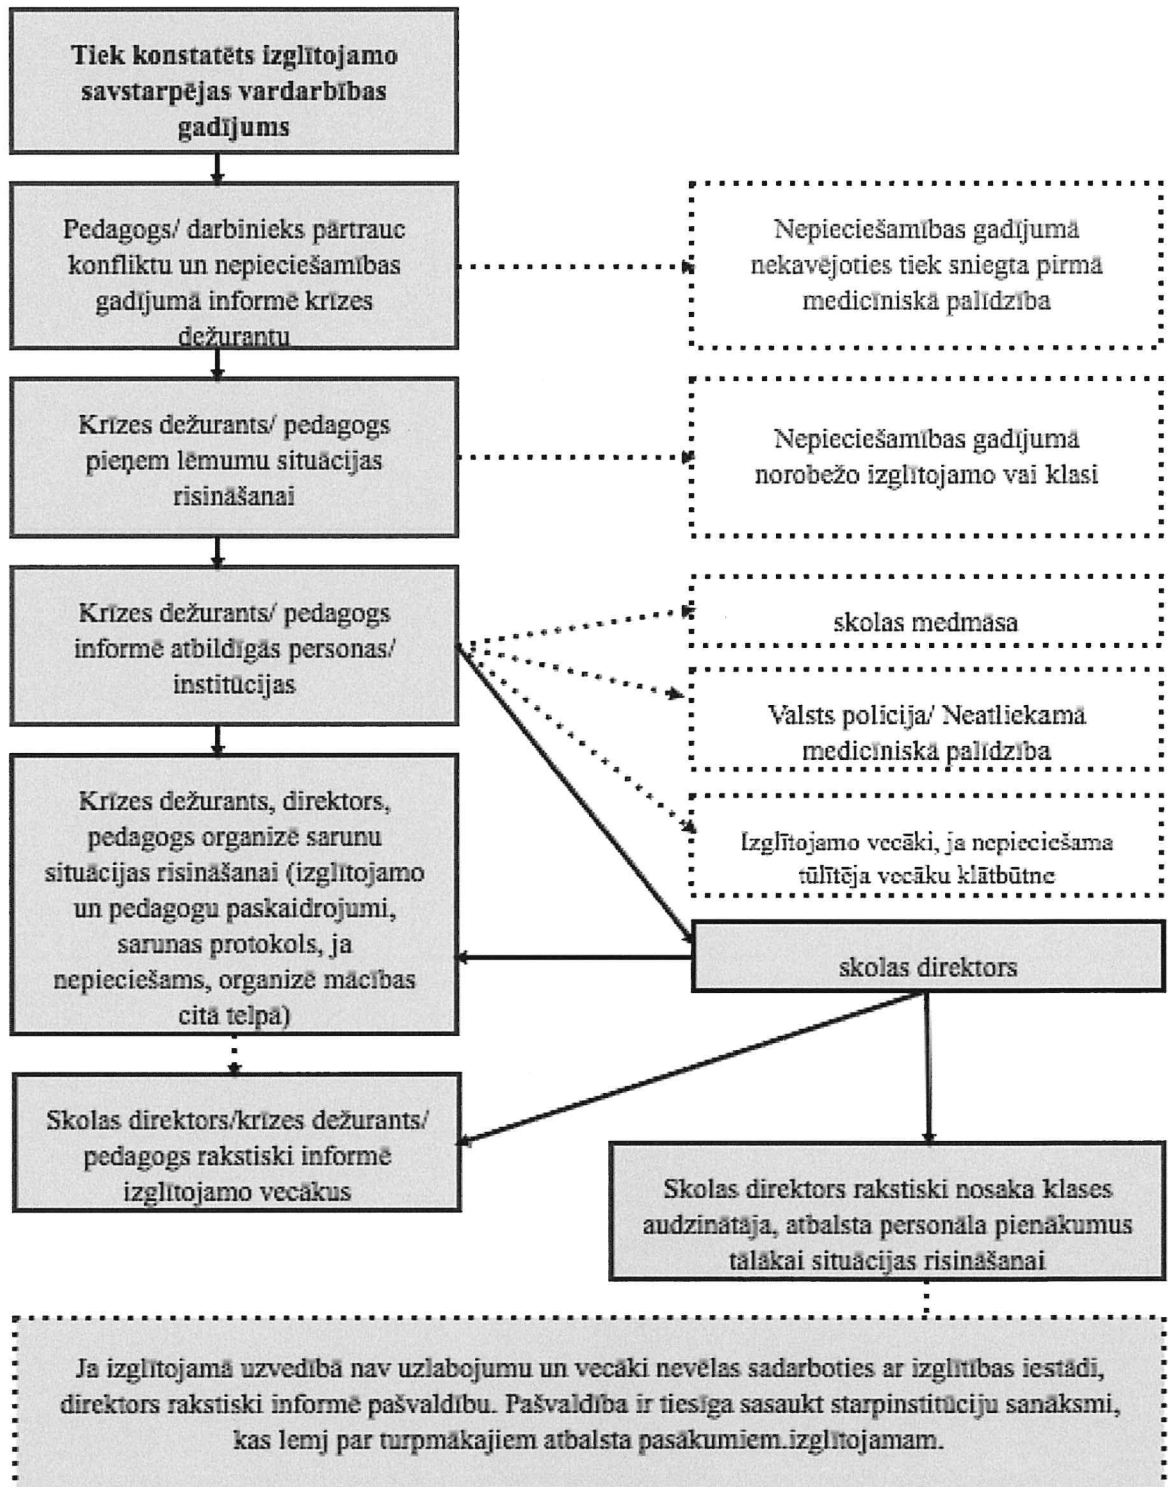 Tiek konstatēts izglītojamo
savstarpējas vardarbības
gadījums
Pedagogs/ darbinieks pārtrauc
konfliktu un nepieciešamības
gadījumā informē krīzes
dežurantu
Nepieciešamības gadījumā
nekavējoties tiek sniegta pirmā
medicīniskā palīdzība
Krīzes dežurants/ pedagogs
pieņem lēmumu situācijas
risināšanai
Nepieciešamības gadījumā
norobežo izglītojamo vai klasi
Krīzes dežurants/ pedagogs
informē atbildīgās personas/
institūcijas
skolas medmāsa
Valsts policija/ Neatliekamā
medicīniskā palīdzība
Izglītojamo vecāki, ja nepieciešama
tūlītēja vecāku klātbūtne
skolas direktors
Krīzes dežurants, direktors,
pedagogs organizē sarunu
situācijas risināšanai (izglītojamo
un pedagogu paskaidrojumi,
sarunas protokols, ja
nepieciešams, organizē mācības
citā telpā)
Skolas direktors/krīzes dežurants/
pedagogs rakstiski informē
izglītojamo vecākus
Skolas direktors rakstiski nosaka klases
audzinātāja, atbalsta personāla pienākumus
tālākai situācijas risināšanai
Ja izglītojamā uzvedībā nav uzlabojumu un vecāki nevēlas sadarboties ar izglītības iestādi,
direktors rakstiski informē pašvaldību. Pašvaldība ir tiesīga sasaukt starpinstitūciju sanāksmi,
kas lemj par turpmākajiem atbalsta pasākumiem.izglītojamam.